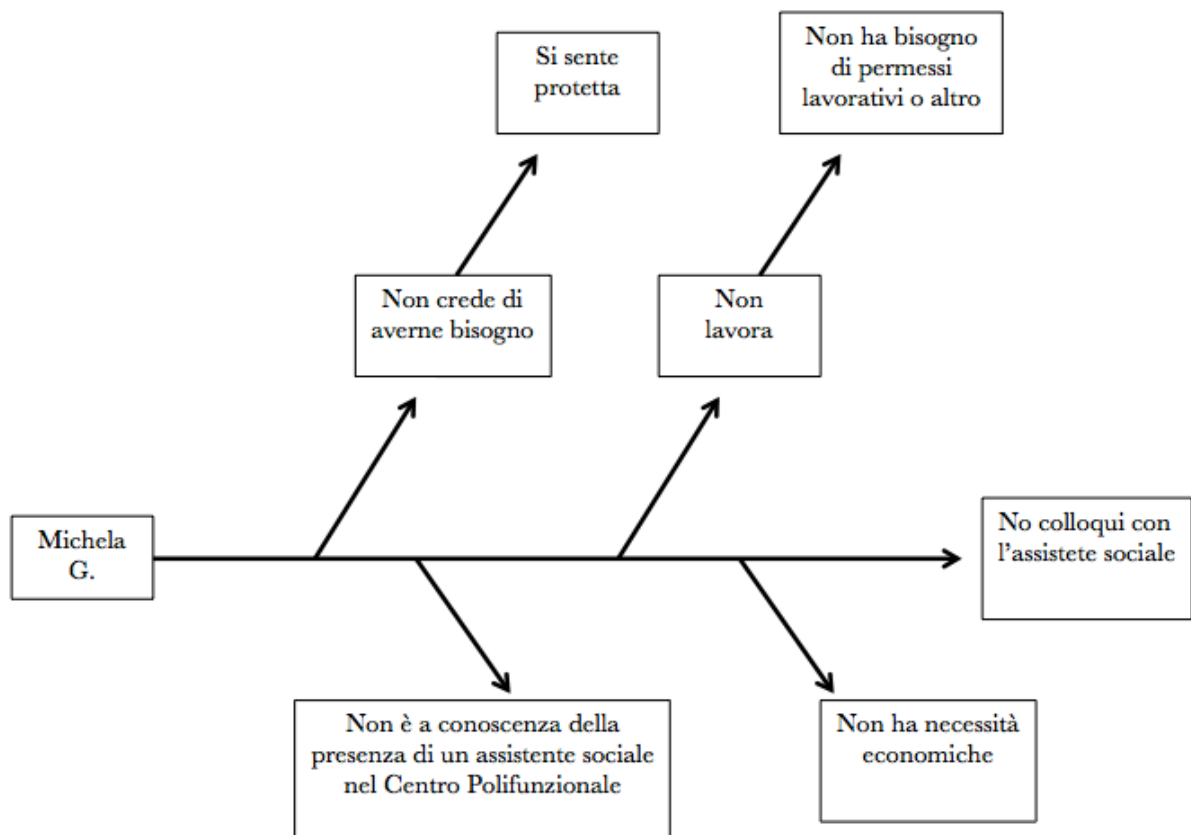 Si sente
protetta
Non ha bisogno
di permessi
lavorativi o altro
Non crede di
averne bisogno
Non
lavora
Michela
G.
No colloqui con
l’assistete sociale
Non è a conoscenza della
presenza di un assistente sociale
nel Centro Polifunzionale
Non ha necessità
economiche